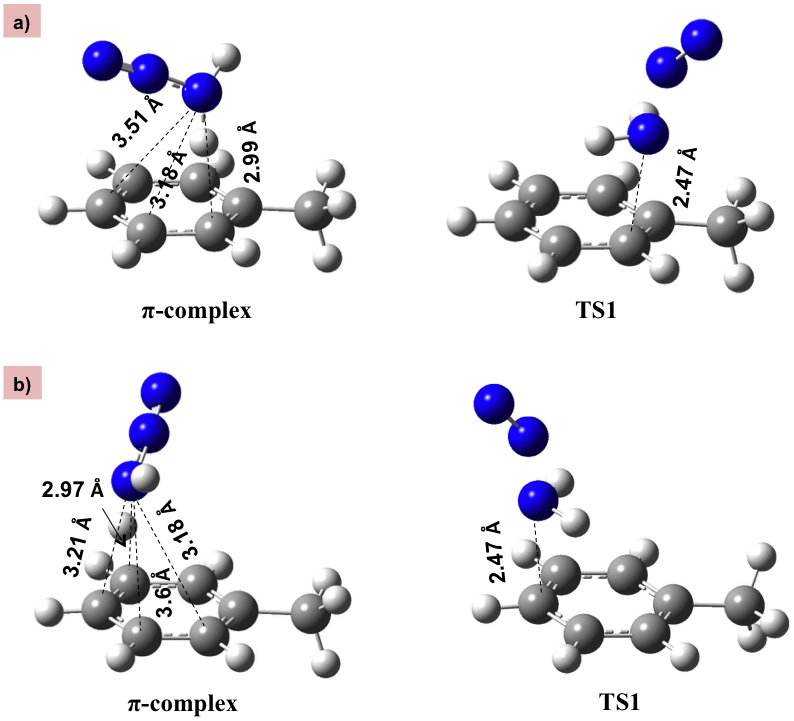 a)
3.51 Å
3.18 Å
2.99 Å
2.47 Å
π-complex
TS1
b)
2.97 Å
3.21 Å
3.6 Å
3.18 Å
2.47 Å
π-complex
TS1